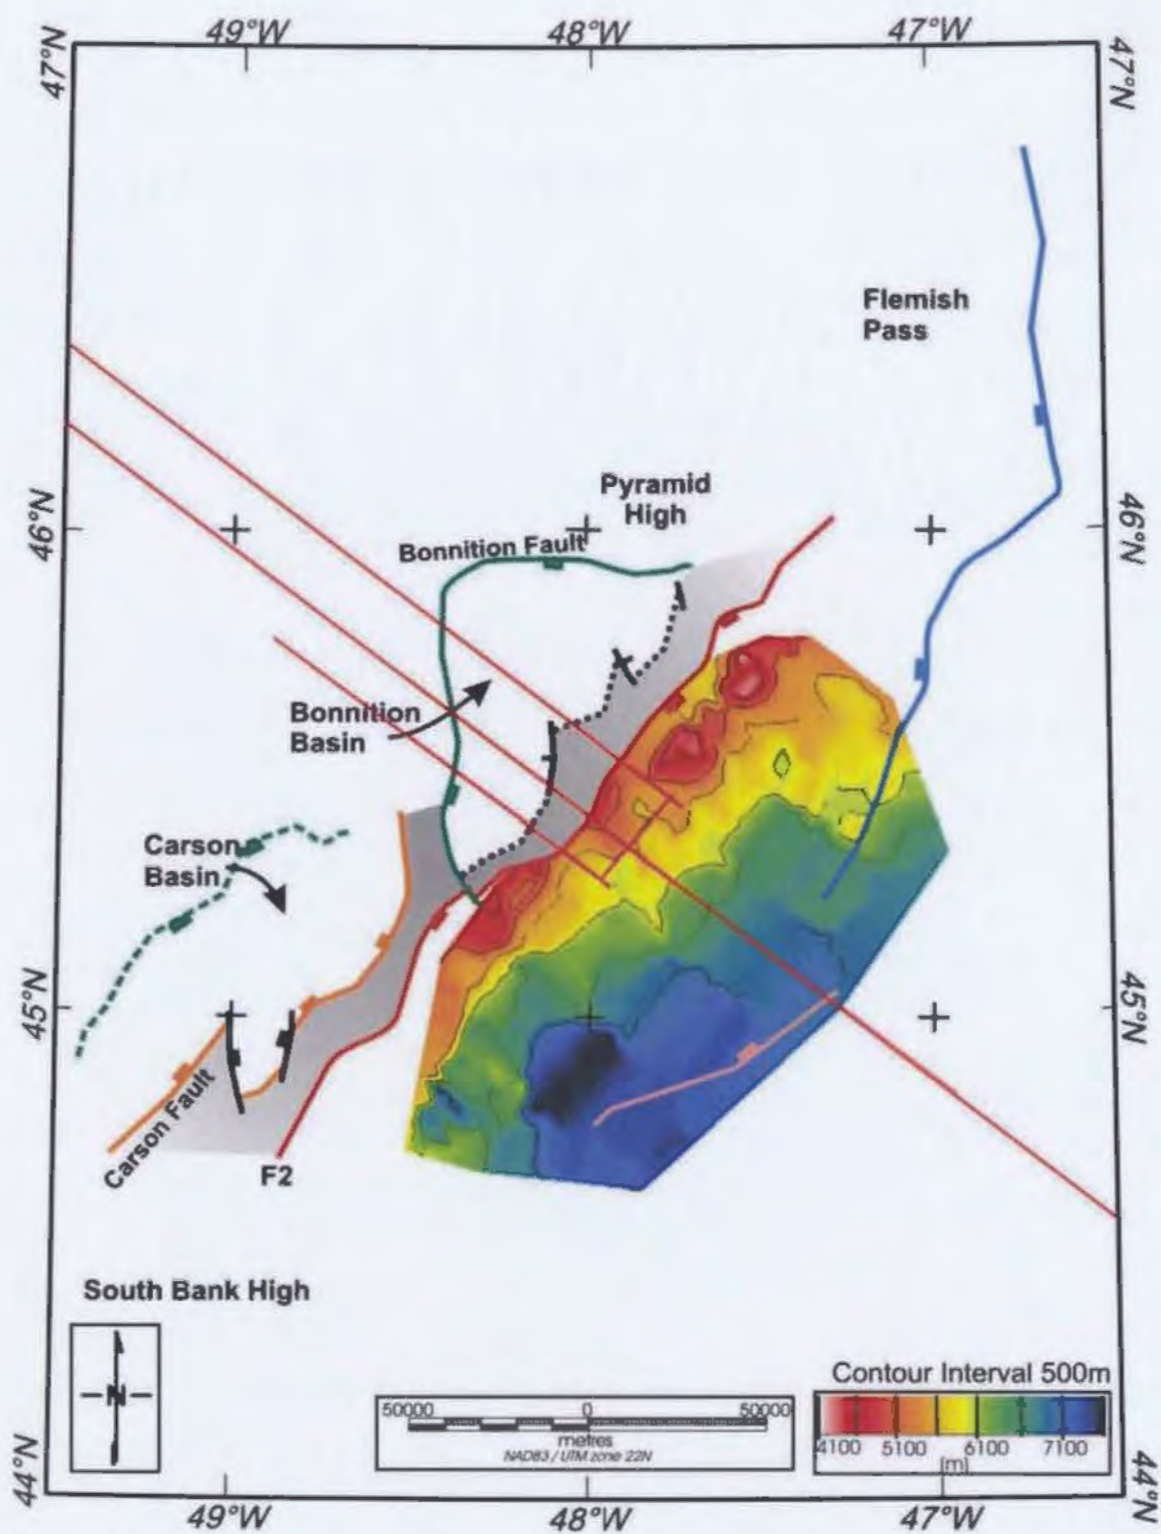 49°W 48°W 47°W
47°N 47°N
Flemish
Pass
Pyramid
High
46°N 46°N
Bonnition Fault
Bonnition
Basin
Carson
Basin
45°N 45°N
Carson Fault
F2
South Bank High
N
50000 0 50000
metres
NAD83 / UTM zone 22N
Contour Interval 500m
4100 5100 6100 7100
(m)
44°N 44°N
49°W 48°W 47°W